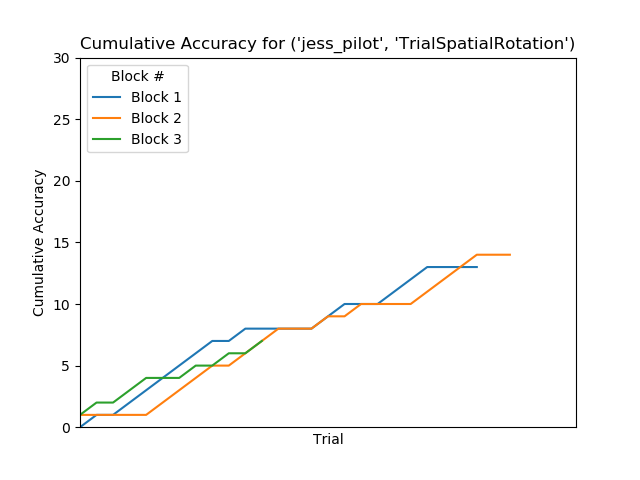 Cumulative Accuracy for ('jess_pilot', 'TrialSpatialRotation')
30
25
20
15
10
5
0
Cumulative Accuracy
Block #
Block 1
Block 2
Block 3
Trial